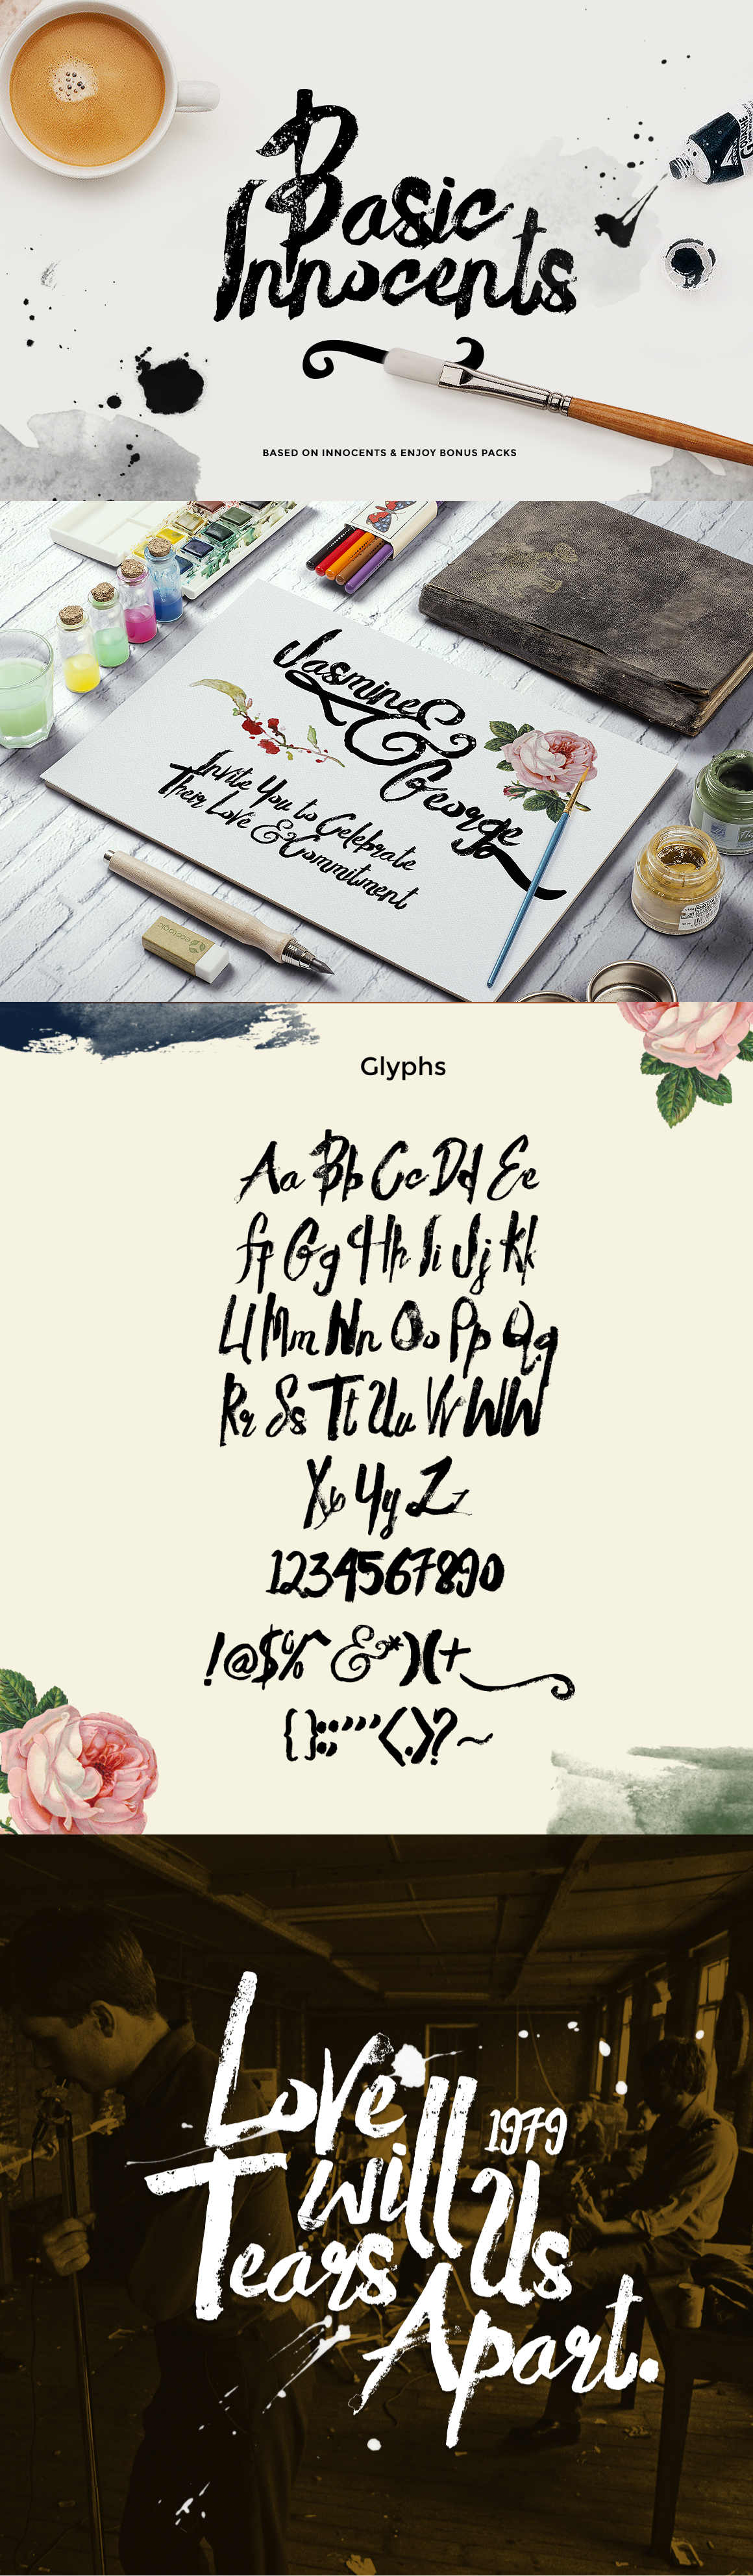 Basic
Innocents
BASED ON INNOCENTS & ENJOY BONUS PACKS
Jasmine &
George
Invite You to Celebrate
Their Love & Commitment
Glyphs
Aa Bb Cc Dd Ee
Ff Gg Hh Ii Jj Kk
Ll Mm Nn Oo Pp Qq
Rr Ss Tt Uu Vv Ww
Xx Yy Zz
1234567890
!@$%^&*)(+_
{}:;"',<.>?~
Love
will
1979
Tears Us
Apart.